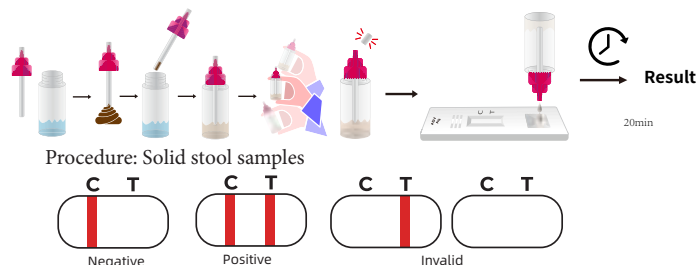 C T
Result
20min
Procedure: Solid stool samples
C T C T C T C T
Negative Positive Invalid